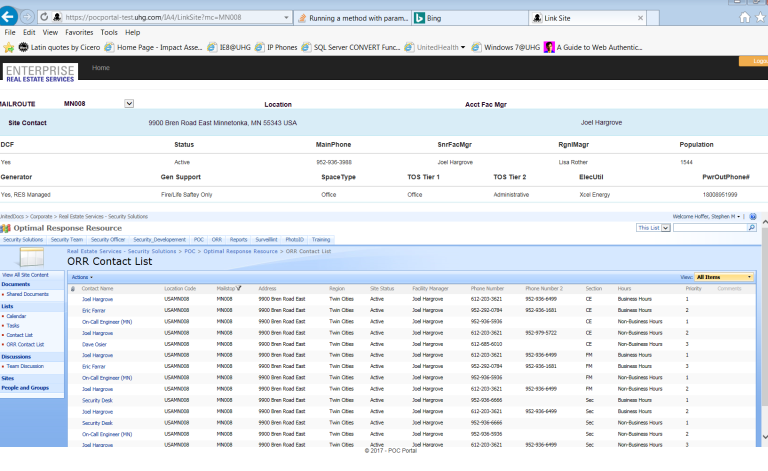 https://pocportal-test.uhg.com/IA4/LinkSite?mc=MN008 Running a method with param... Bing Link Site
File Edit View Favorites Tools Help
Latin quotes by Cicero Home Page - Impact Asse... IE8@UHG IP Phones SQL Server CONVERT Func... UnitedHealth Windows 7@UHG A Guide to Web Authentic...
ENTERPRISE Home Logou
REAL ESTATE SERVICES
MAILROUTE MN008 Location Acct Fac Mgr
Site Contact 9900 Bren Road East Minnetonka, MN 55343 USA Joel Hargrove
DCF Status MainPhone SnrFacMgr RgnlMagr Population
Yes Active 952-936-3988 Joel Hargrove Lisa Rother 1544
Generator Gen Support SpaceType TOS Tier 1 TOS Tier 2 ElecUtil PwrOutPhone#
Yes, RES Managed Fire/Life Saftey Only Office Office Administrative Xcel Energy 18008951999
UnitedDocs > Corporate > Real Estate Services - Security Solutions Welcome Hoffer, Stephen M
Optimal Response Resource This List
Security Solutions Security Team Security Officer Security_Developement POC ORR Reports Surveillint PhotoID Training
Real Estate Services - Security Solutions > POC > Optimal Response Resource > ORR Contact List
ORR Contact List
View All Site Content Actions View: All Items
Documents Contact Name Location Code Mailstop Address Region Site Status Facility Manager Phone Number Phone Number 2 Section Hours Priority Comments
Shared Documents Joel Hargrove USAMN008 MN008 9900 Bren Road East Twin Cities Active Joel Hargrove 612-203-3621 952-936-6499 CE Business Hours 1
Lists Eric Farrar USAMN008 MN008 9900 Bren Road East Twin Cities Active Joel Hargrove 952-292-0784 952-936-1681 CE Business Hours 2
Calendar On-Call Engineer (MN) USAMN008 MN008 9900 Bren Road East Twin Cities Active Joel Hargrove 952-936-5936 CE Non-Business Hours 1
Tasks Joel Hargrove USAMN008 MN008 9900 Bren Road East Twin Cities Active Joel Hargrove 612-203-3621 952-979-5722 CE Non-Business Hours 2
Contact List
ORR Contact List Dave Osier USAMN008 MN008 9900 Bren Road East Twin Cities Active Joel Hargrove 612-685-6010 CE Non-Business Hours 3
Discussions Joel Hargrove USAMN008 MN008 9900 Bren Road East Twin Cities Active Joel Hargrove 612-203-3621 952-936-6499 FM Business Hours 1
Team Discussion Eric Farrar USAMN008 MN008 9900 Bren Road East Twin Cities Active Joel Hargrove 952-292-0784 952-936-1681 FM Business Hours 3
Sites On-Call Engineer (MN) USAMN008 MN008 9900 Bren Road East Twin Cities Active Joel Hargrove 952-936-5936 FM Non-Business Hours 1
People and Groups Joel Hargrove USAMN008 MN008 9900 Bren Road East Twin Cities Active Joel Hargrove 612-203-3621 952-936-6499 FM Non-Business Hours 2
Security Desk USAMN008 MN008 9900 Bren Road East Twin Cities Active Joel Hargrove 952-936-6666 Sec Business Hours 1
Joel Hargrove USAMN008 MN008 9900 Bren Road East Twin Cities Active Joel Hargrove 612-203-3621 952-936-6499 Sec Business Hours 2
Security Desk USAMN008 MN008 9900 Bren Road East Twin Cities Active Joel Hargrove 952-936-6666 Sec Non-Business Hours 1
On-Call Engineer (MN) USAMN008 MN008 9900 Bren Road East Twin Cities Active Joel Hargrove 952-936-5936 Sec Non-Business Hours 2
Joel Hargrove USAMN008 MN008 9900 Bren Road East Twin Cities Active Joel Hargrove 612-203-3621 952-936-6499 Sec Non-Business Hours 3
© 2017 - POC Portal